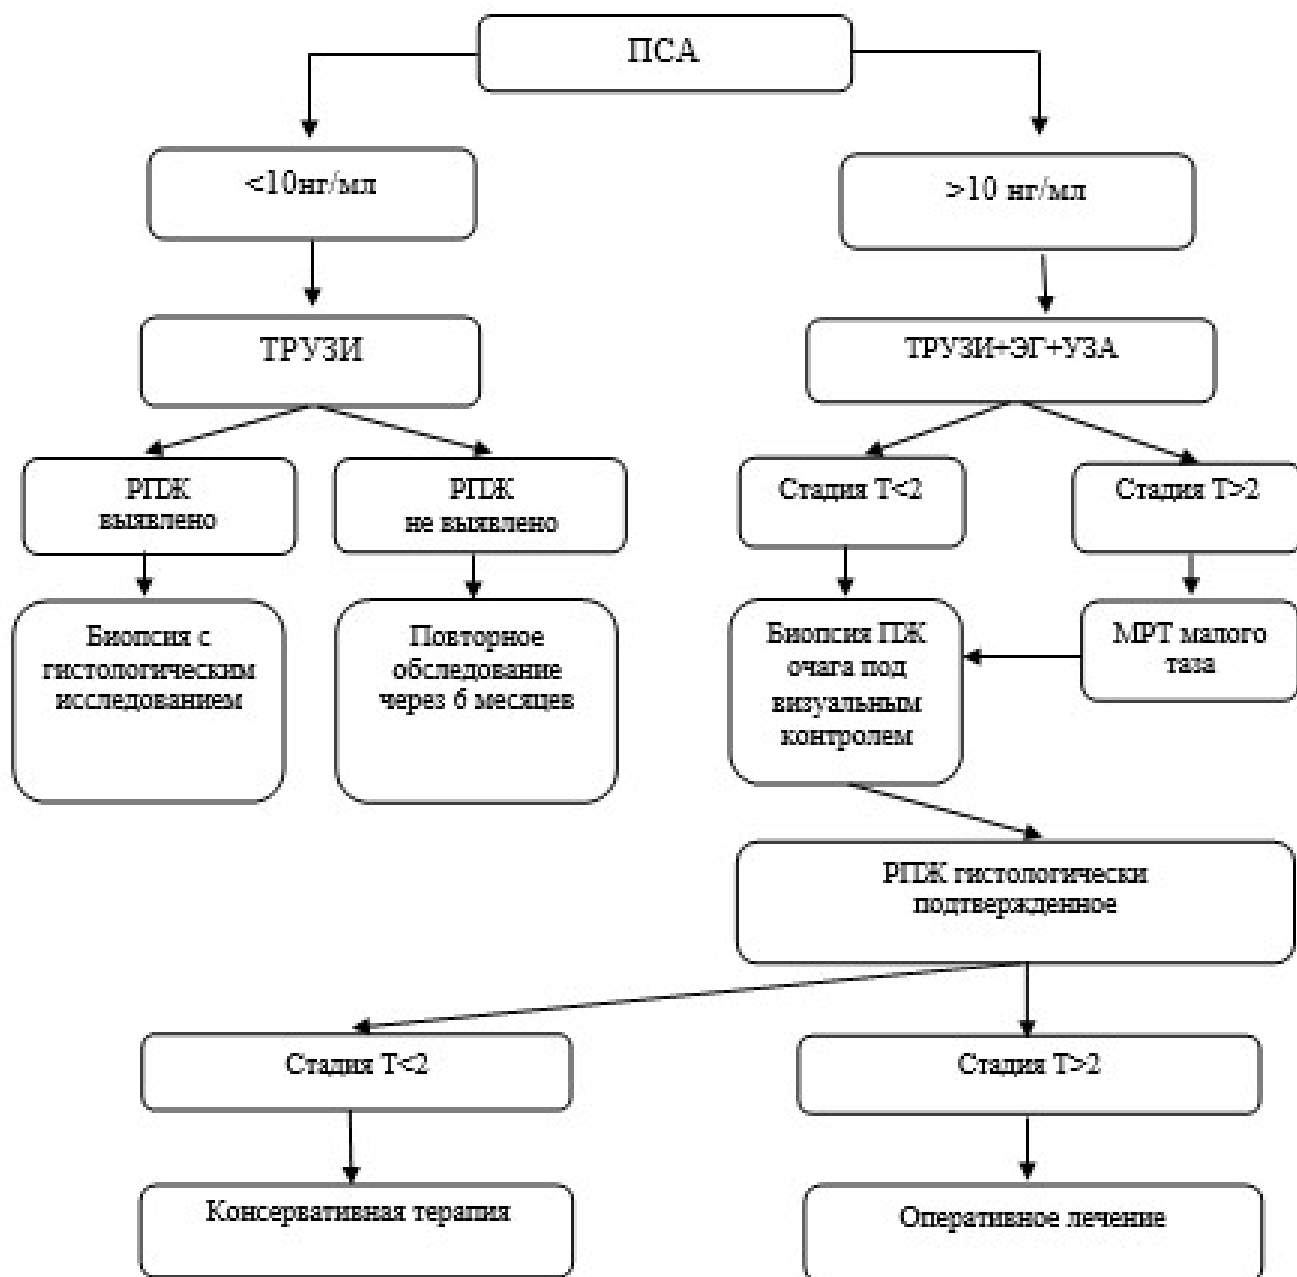 ПСА
<10нг/мл
>10 нг/мл
ТРУЗИ
ТРУЗИ+ЭГ+УЗА
РПЖ
выявлено
РПЖ
не выявлено
Стадия Т<2
Стадия Т>2
Биопсия с
гистологическим
исследованием
Повторное
обследование
через 6 месяцев
Биопсия ПЖ
очага под
визуальным
контролем
МРТ малого
таза
РПЖ гистологически
подтвержденное
Стадия Т<2
Стадия Т>2
Консервативная терапия
Оперативное лечение